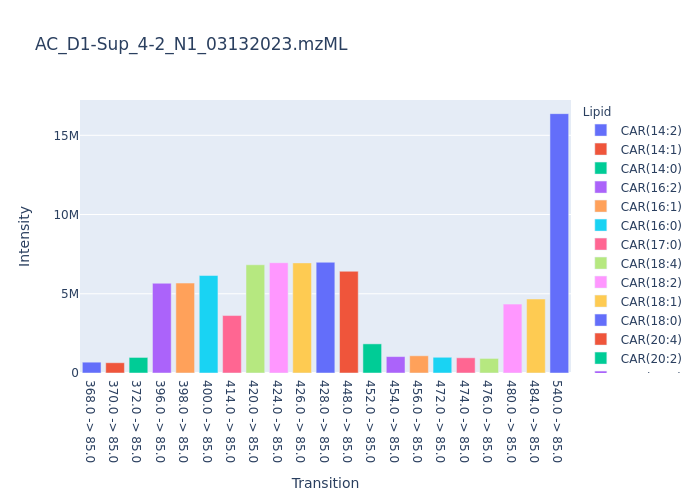 AC_D1-Sup_4-2_N1_03132023.mzML
Lipid
CAR(14:2)
CAR(14:1)
CAR(14:0)
CAR(16:2)
CAR(16:1)
CAR(16:0)
CAR(17:0)
CAR(18:4)
CAR(18:2)
CAR(18:1)
CAR(18:0)
CAR(20:4)
CAR(20:2)
15M
10M
5M
0
Intensity
368.0 -> 85.0
370.0 -> 85.0
372.0 -> 85.0
396.0 -> 85.0
398.0 -> 85.0
400.0 -> 85.0
414.0 -> 85.0
420.0 -> 85.0
424.0 -> 85.0
426.0 -> 85.0
428.0 -> 85.0
448.0 -> 85.0
452.0 -> 85.0
454.0 -> 85.0
456.0 -> 85.0
472.0 -> 85.0
474.0 -> 85.0
476.0 -> 85.0
480.0 -> 85.0
484.0 -> 85.0
540.0 -> 85.0
Transition